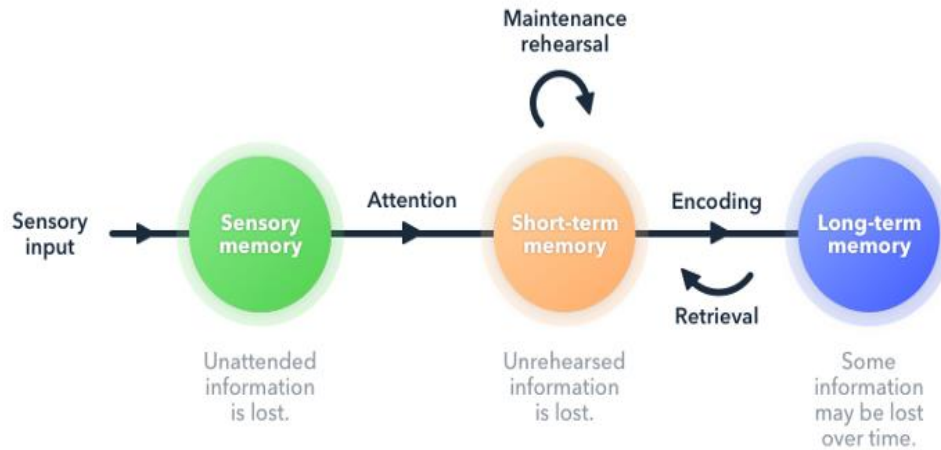 Maintenance
rehearsal
Sensory
input
Sensory
memory
Attention
Short-term
memory
Encoding
Retrieval
Long-term
memory
Unattended
information
is lost.
Unrehearsed
information
is lost.
Some
information
may be lost
over time.